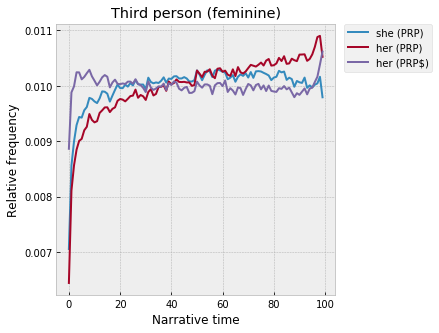 Third person (feminine)
she (PRP)
her (PRP)
her (PRP$)
Relative frequency
0.011
0.010
0.009
0.008
0.007
0 20 40 60 80 100
Narrative time